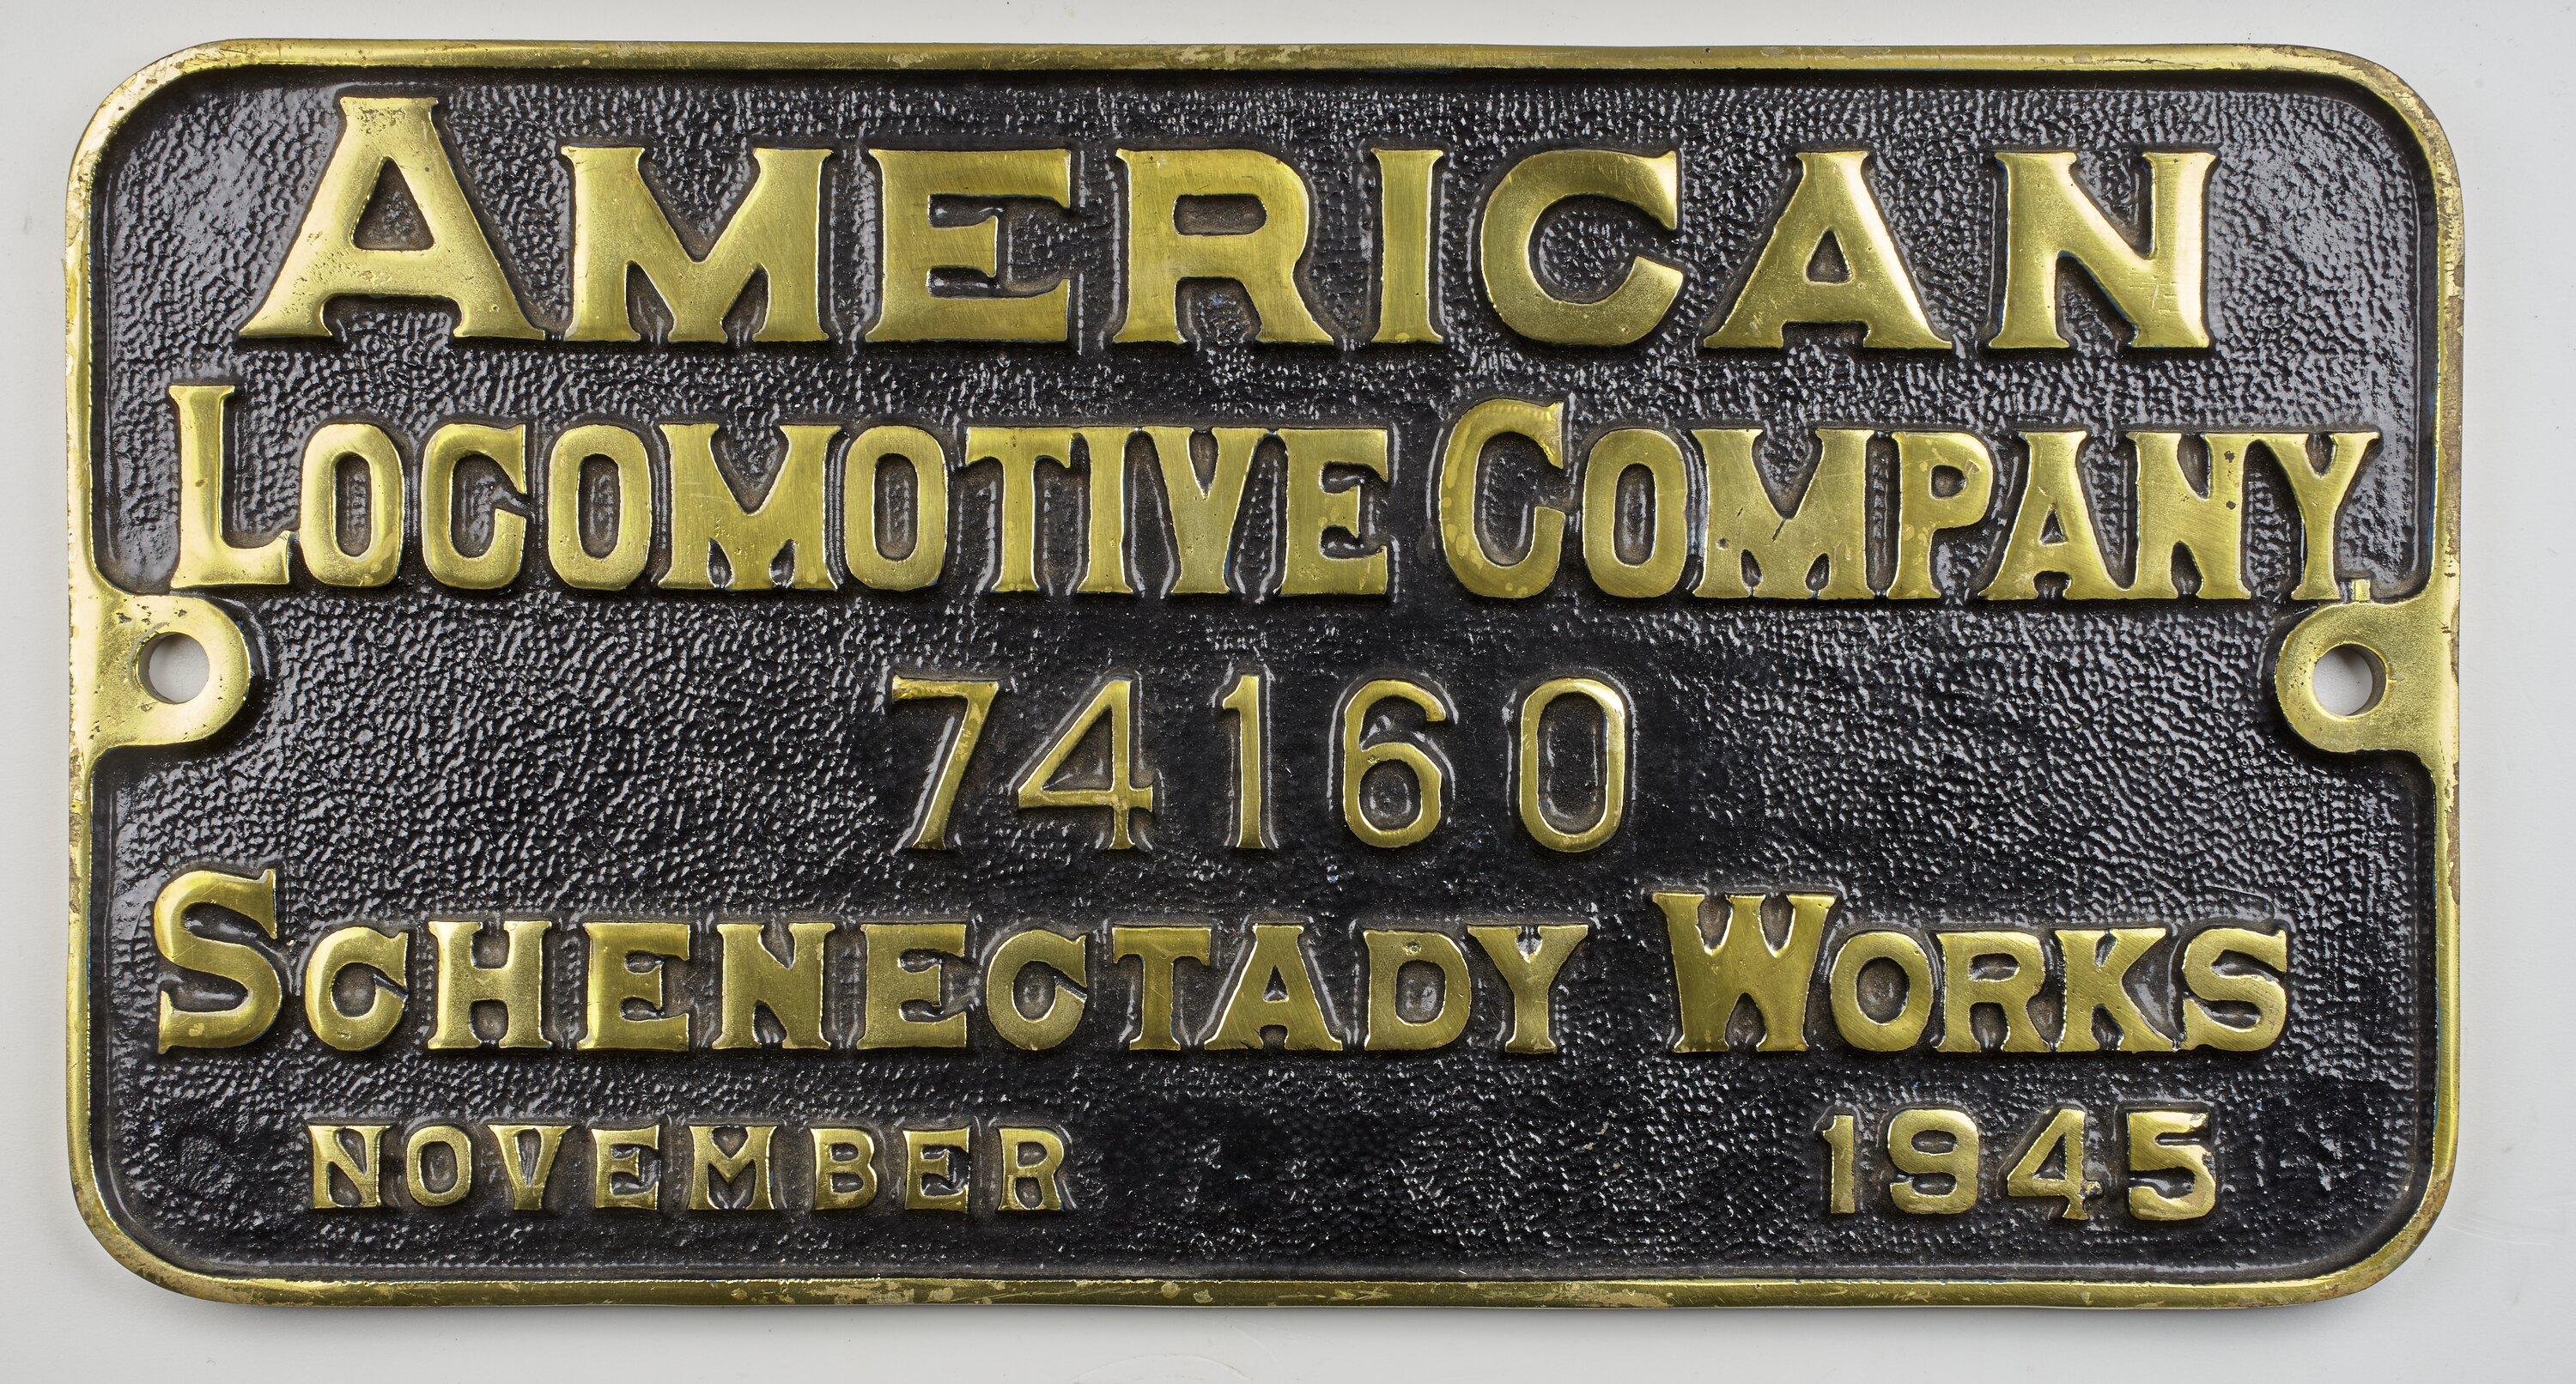 AMERICAN
LOCOMOTIVE COMPANY.
74160
SCHENECTADY WORKS
NOVEMBER 1945